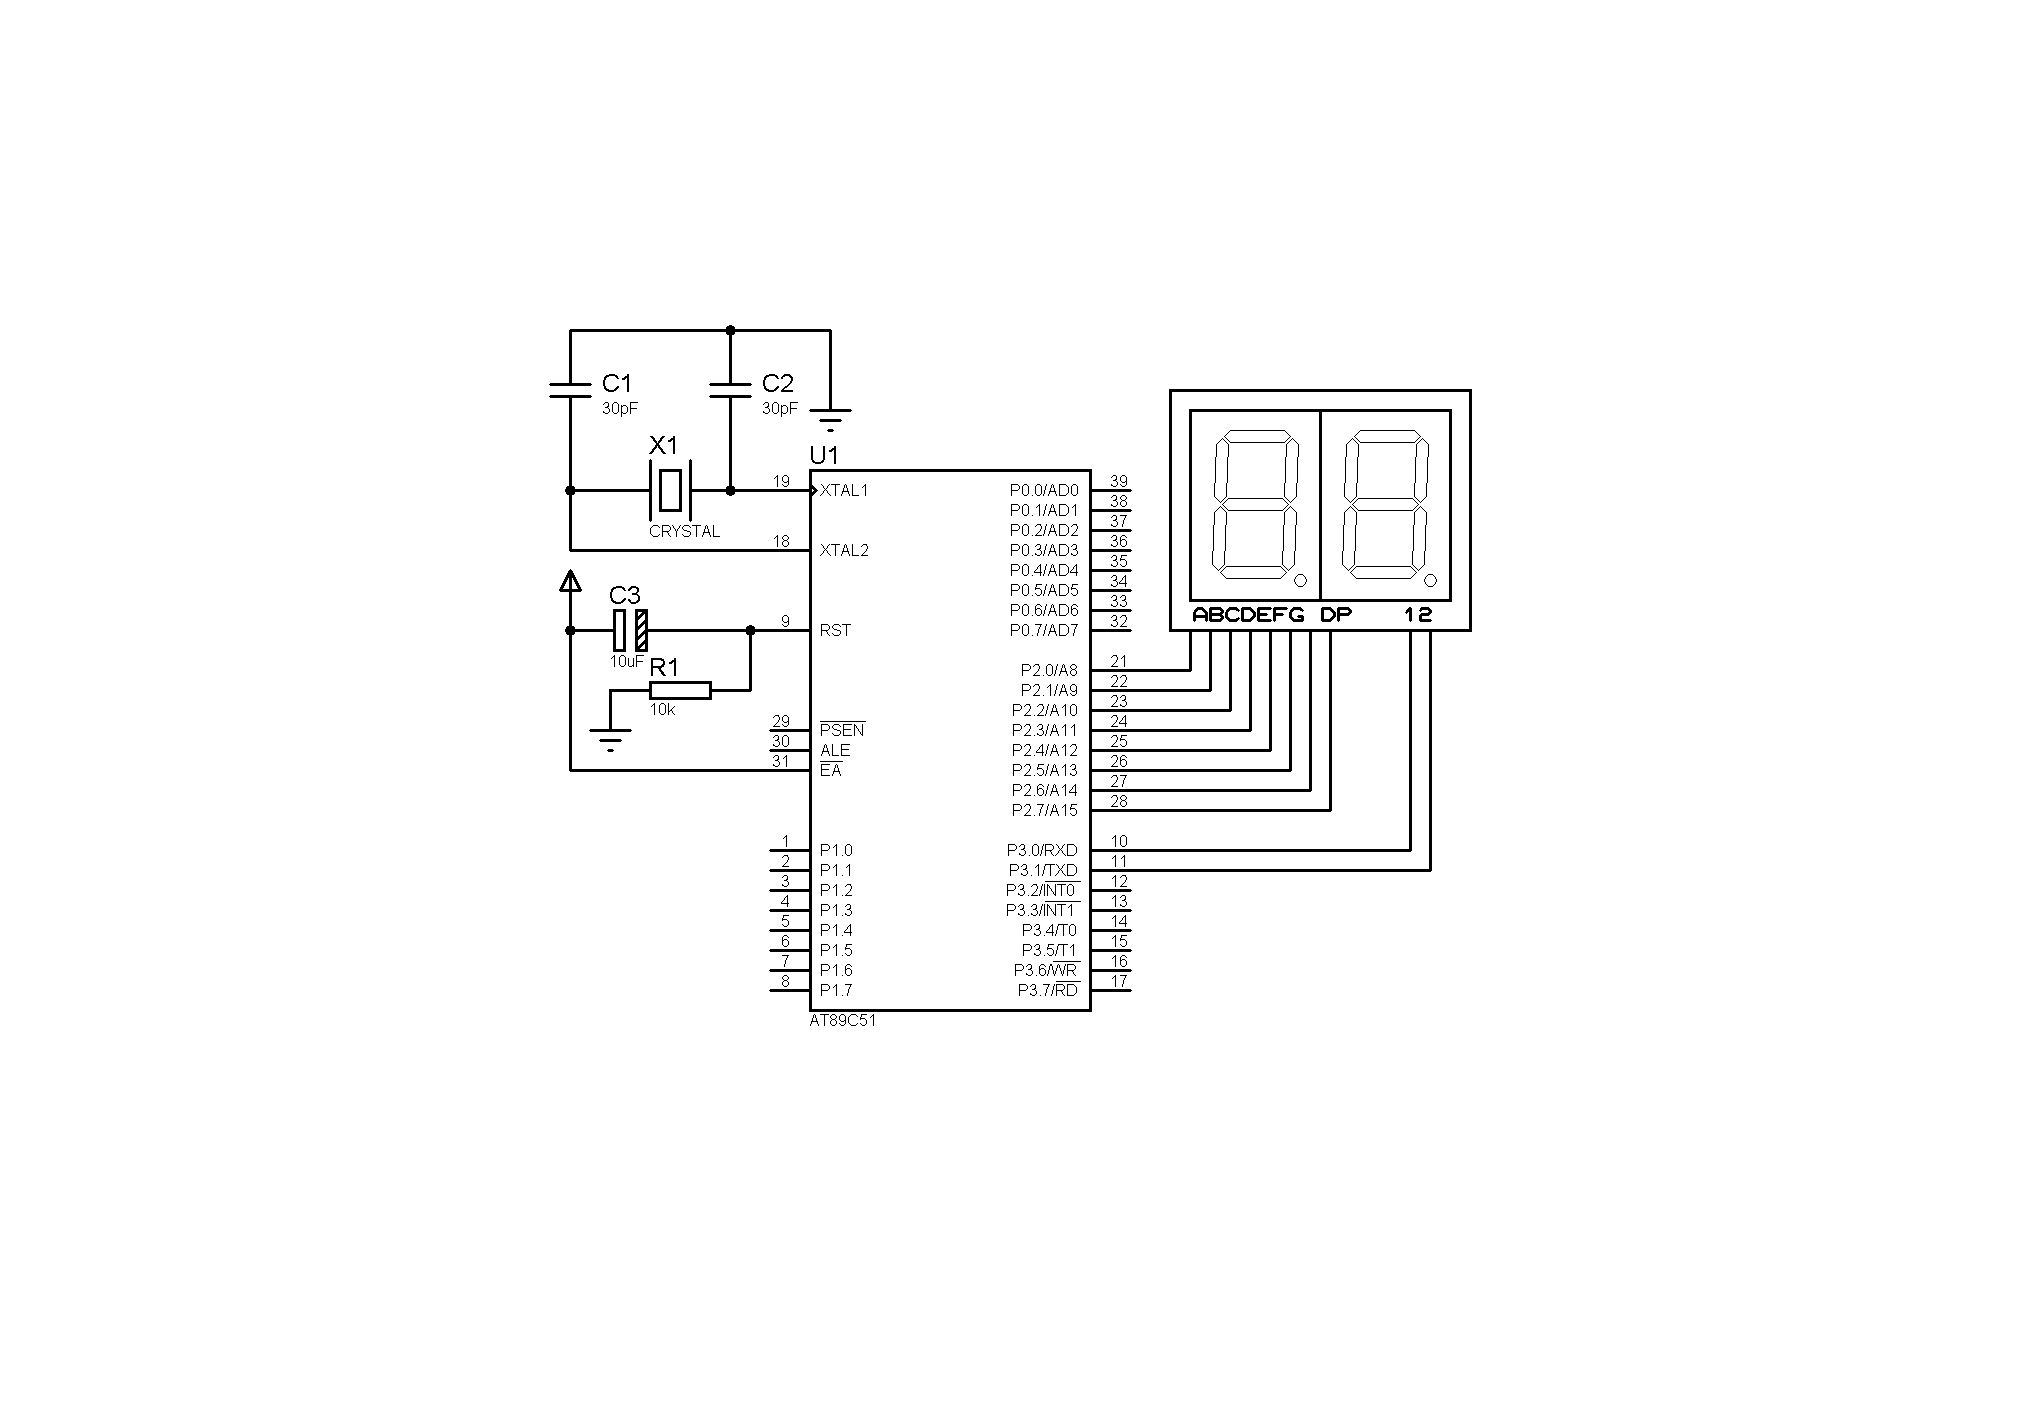 C1
30pF
C2
30pF
X1
CRYSTAL
U1
19 XTAL1
18 XTAL2
C3
10uF
R1
10k
9 RST
29 PSEN
30 ALE
31 EA
1 P1.0
2 P1.1
3 P1.2
4 P1.3
5 P1.4
6 P1.5
7 P1.6
8 P1.7
P0.0/AD0 39
P0.1/AD1 38
P0.2/AD2 37
P0.3/AD3 36
P0.4/AD4 35
P0.5/AD5 34
P0.6/AD6 33
P0.7/AD7 32
P2.0/A8 21
P2.1/A9 22
P2.2/A10 23
P2.3/A11 24
P2.4/A12 25
P2.5/A13 26
P2.6/A14 27
P2.7/A15 28
P3.0/RXD 10
P3.1/TXD 11
P3.2/INT0 12
P3.3/INT1 13
P3.4/T0 14
P3.5/T1 15
P3.6/WR 16
P3.7/RD 17
AT89C51
ABCDEFG DP 12